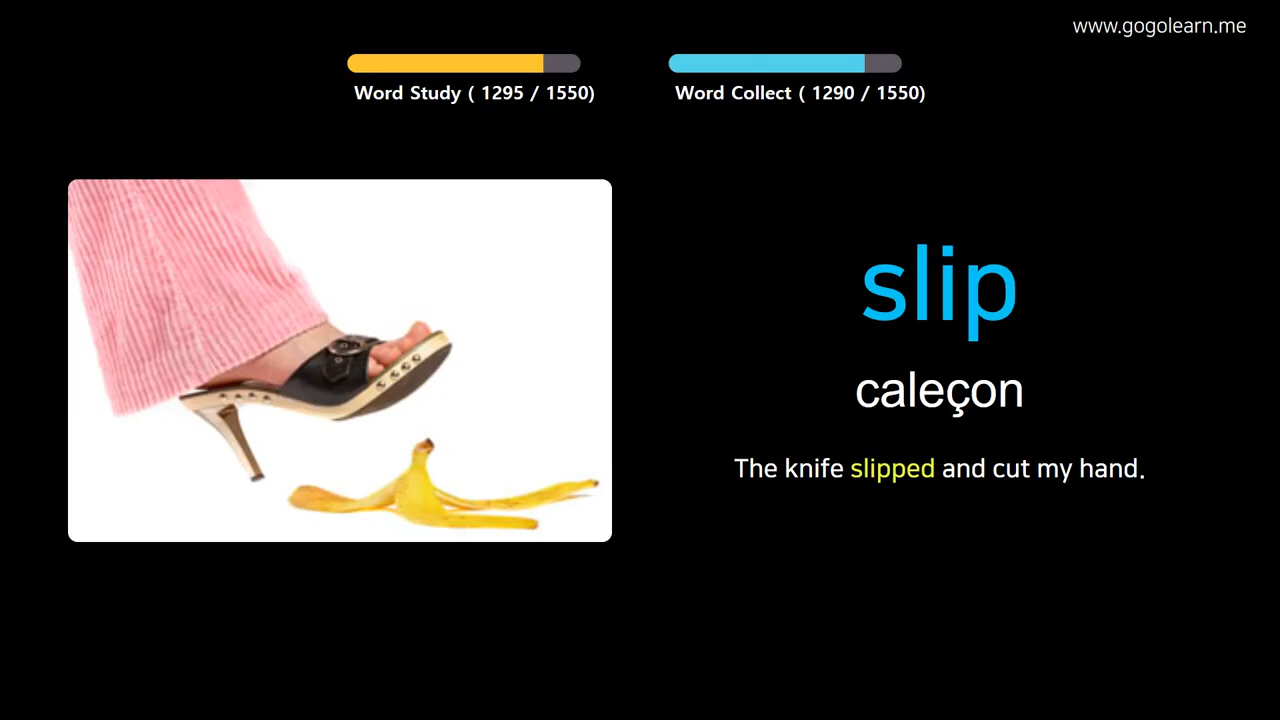 www.gogolearn.me
Word Study ( 1295 / 1550)
Word Collect ( 1290 / 1550)
slip
caleçon
The knife slipped and cut my hand.